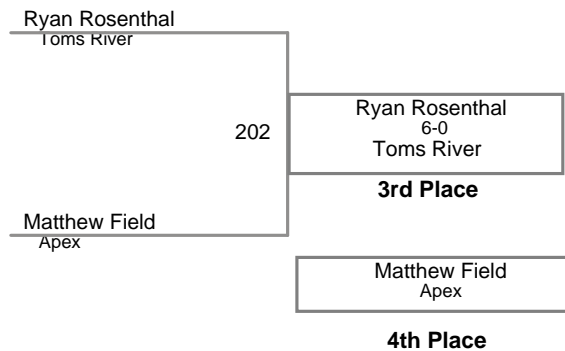 Ryan Rosenthal
Toms River
202
Ryan Rosenthal
6-0
Toms River
3rd Place
Matthew Field
Apex
Matthew Field
Apex
4th Place